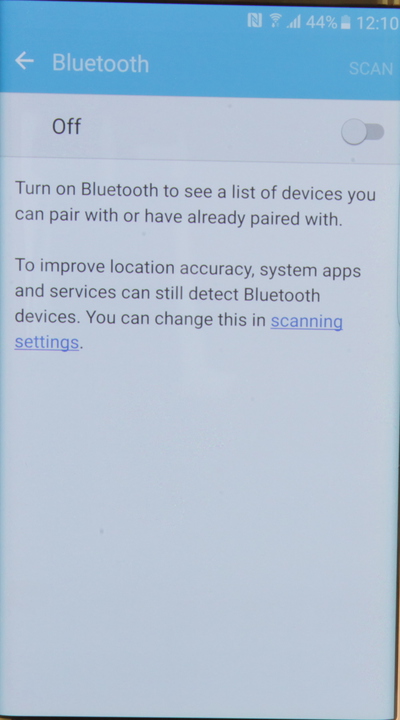 44% 12:10
Bluetooth SCAN
Off
Turn on Bluetooth to see a list of devices you
can pair with or have already paired with.
To improve location accuracy, system apps
and services can still detect Bluetooth
devices. You can change this in scanning
settings.